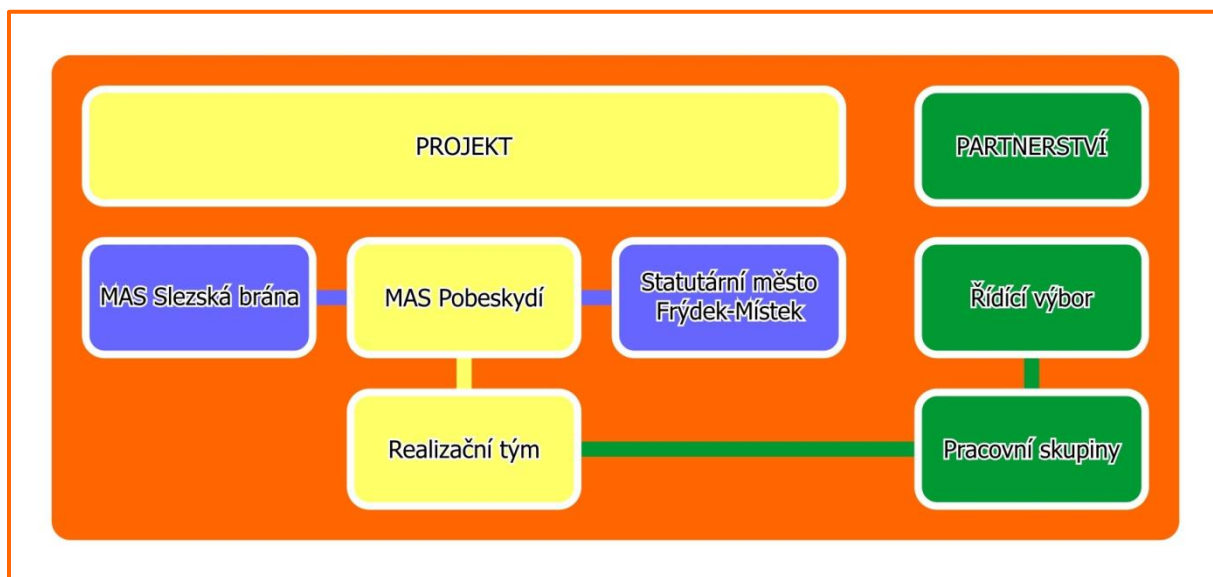 PROJEKT
PARTNERSTVÍ
MAS Slezská brána
MAS Pobeskydí
Statutární město
Frýdek-Místek
Řídící výbor
Realizační tým
Pracovní skupiny